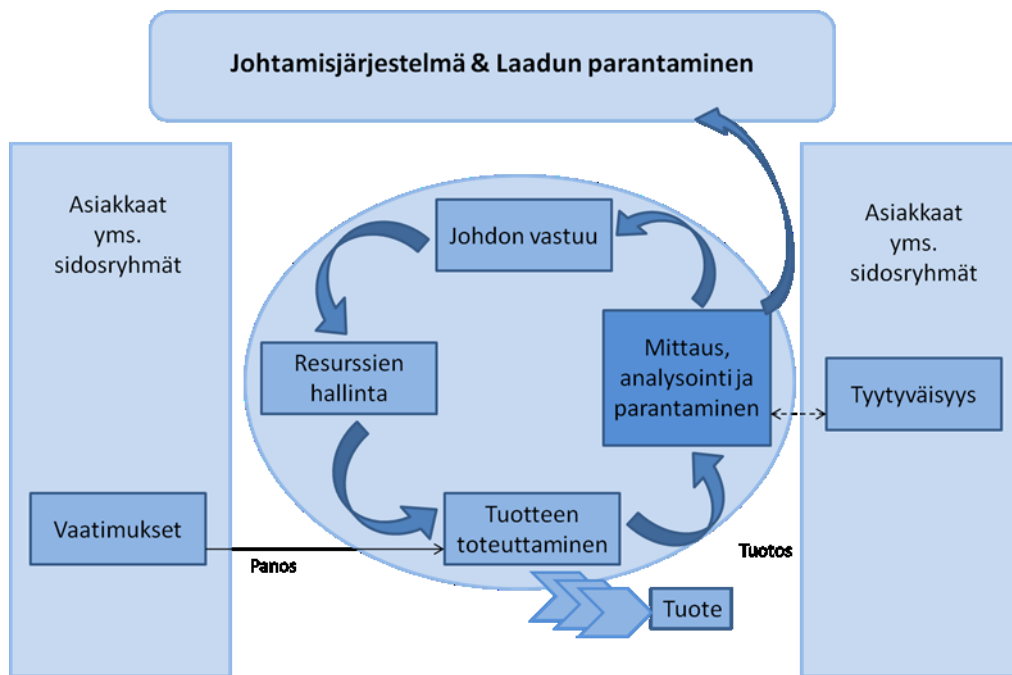 Johtamisjärjestelmä & Laadun parantaminen
Asiakkaat
yms.
sidosryhmät
Johdon vastuu
Asiakkaat
yms.
sidosryhmät
Resurssien
hallinta
Mittaus,
analysointi ja
parantaminen
Tyytyväisyys
Vaatimukset
Tuotteen
toteuttaminen
Panos
Tuotos
Tuote